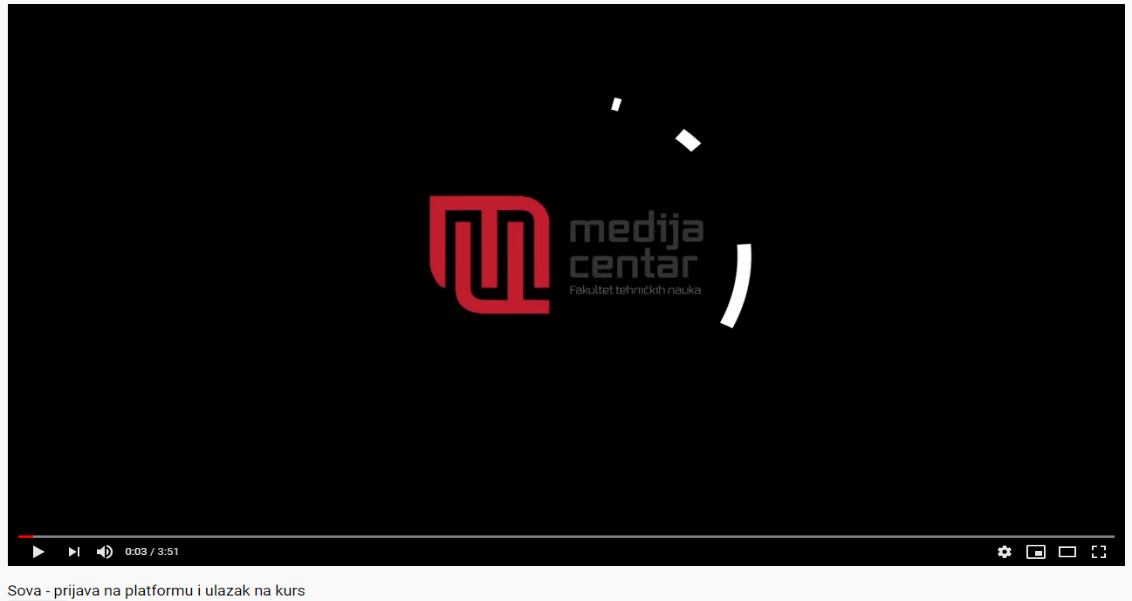 medija
centar
Fakultet tehničkih nauka
0:03 / 3:51
Sova - prijava na platformu i ulazak na kurs